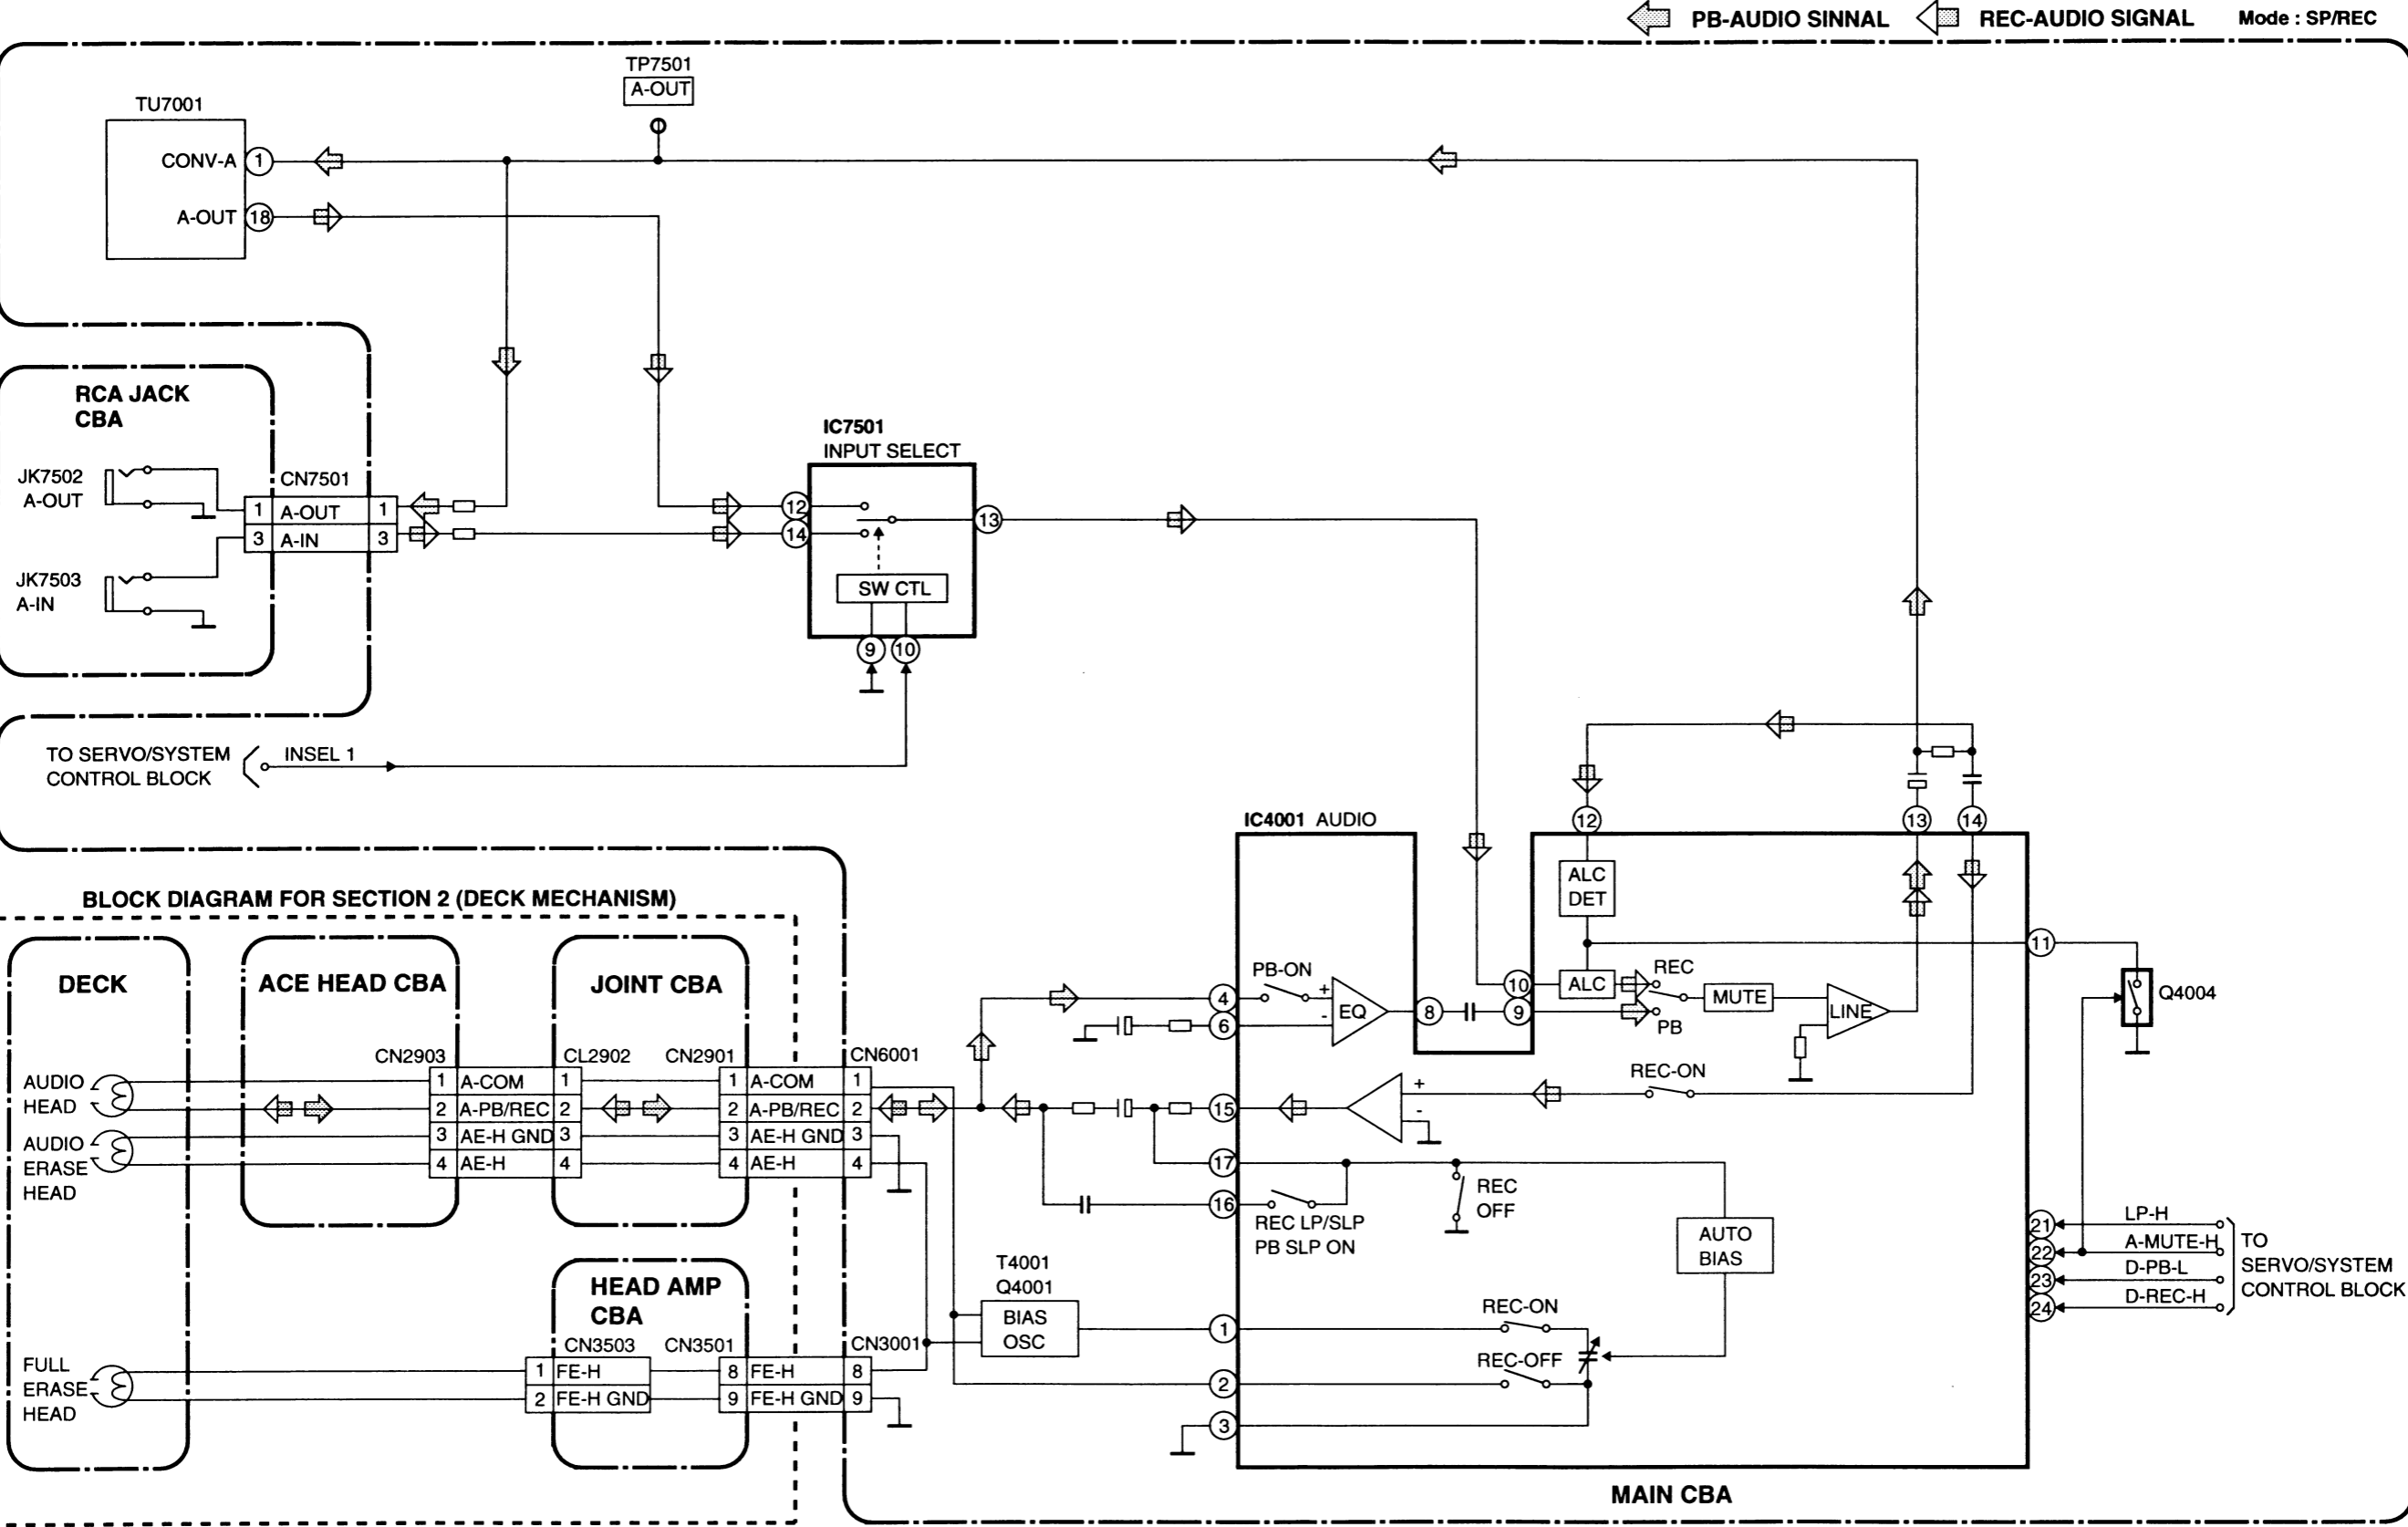 PB-AUDIO SINNAL REC-AUDIO SIGNAL Mode : SP/REC
TP7501
A-OUT
TU7001
CONV-A 1
A-OUT 18
RCA JACK
CBA
JK7502
A-OUT
JK7503
A-IN
CN7501
1 A-OUT 1
3 A-IN 3
IC7501
INPUT SELECT
12
14
13
SW CTL
9 10
TO SERVO/SYSTEM
CONTROL BLOCK
INSEL 1
IC4001 AUDIO
12 13 14
ALC
DET
11
PB-ON
4
6
+
-
EQ
8
10
9
ALC
REC
PB
MUTE
LINE
Q4004
REC-ON
15
+
-
17
16
REC LP/SLP
PB SLP ON
REC
OFF
AUTO
BIAS
21 LP-H
22 A-MUTE-H
23 D-PB-L
24 D-REC-H
TO
SERVO/SYSTEM
CONTROL BLOCK
T4001
Q4001
BIAS
OSC
1
REC-ON
2
REC-OFF
3
MAIN CBA
BLOCK DIAGRAM FOR SECTION 2 (DECK MECHANISM)
DECK
ACE HEAD CBA
JOINT CBA
AUDIO
HEAD
AUDIO
ERASE
HEAD
CN2903 CL2902 CN2901 CN6001
1 A-COM 1 1 A-COM 1
2 A-PB/REC 2 2 A-PB/REC 2
3 AE-H GND 3 3 AE-H GND 3
4 AE-H 4 4 AE-H 4
HEAD AMP
CBA
FULL
ERASE
HEAD
CN3503 CN3501 CN3001
1 FE-H 8 FE-H 8
2 FE-H GND 9 FE-H GND 9